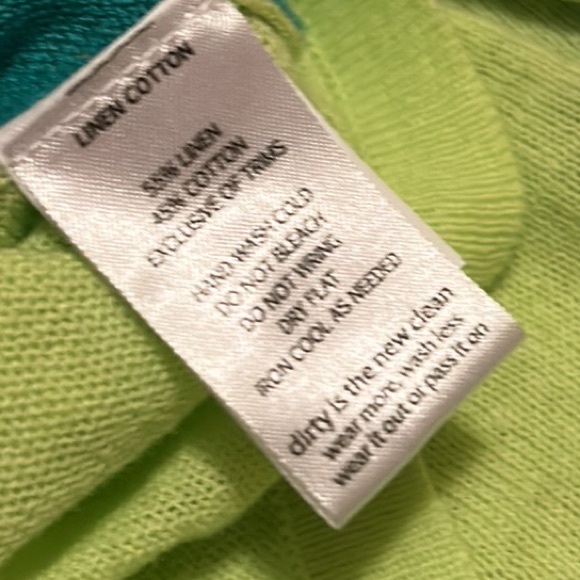 LINEN COTTON
55% LINEN
45% COTTON
EXCLUSIVE OF TRIMS
HAND WASH COLD
DO NOT BLEACH
DO NOT WRING
DRY FLAT
IRON COOL AS NEEDED
dirty is the new clean
wear more, wash less
wear it out or pass it on